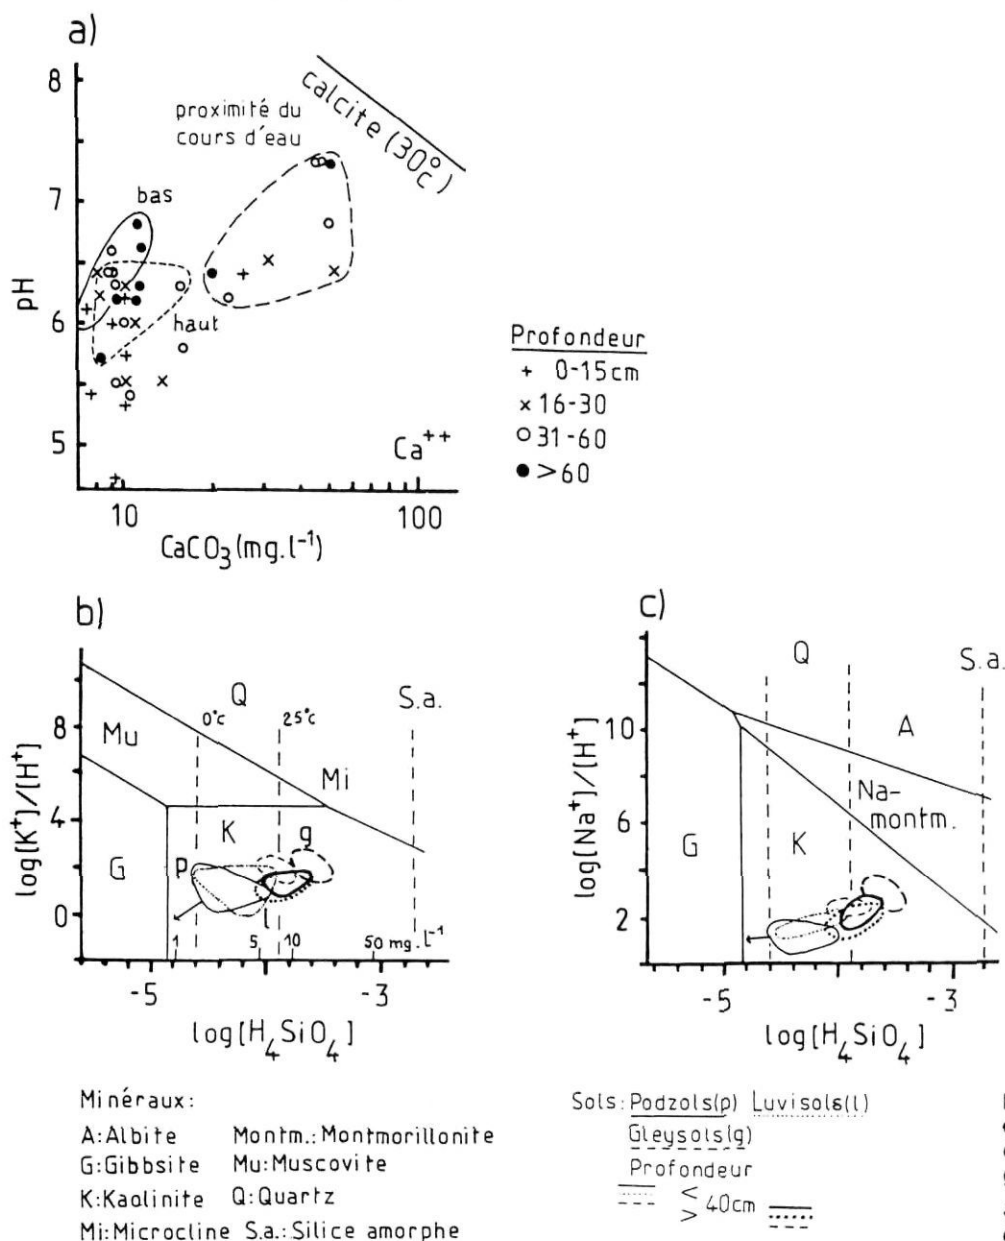 a)
8
7
6
5
pH
proximité du
cours d'eau
calcite (30°c)
bas
haut
Ca++
10
100
CaCO3(mg.l-1)
Profondeur
+ 0-15cm
× 16-30
○ 31-60
● >60
b)
8
4
0
log[K+]/[H+]
Q
S.a.
0°c
25°c
Mu
Mi
K
g
G
p
l
1
5
10
50 mg.l-1
-5
-3
log[H4SiO4]
c)
10
6
2
log[Na+]/[H+]
Q
S.a.
A
Na-
montm.
G
K
-5
-3
log[H4SiO4]
Minéraux:
A:Albite Montm.:Montmorillonite
G:Gibbsite Mu:Muscovite
K:Kaolinite Q:Quartz
Mi:Microcline S.a.:Silice amorphe
Sols: Podzols(p) Luvisols(l)
Gleysols(g)
Profondeur
<
> 40cm